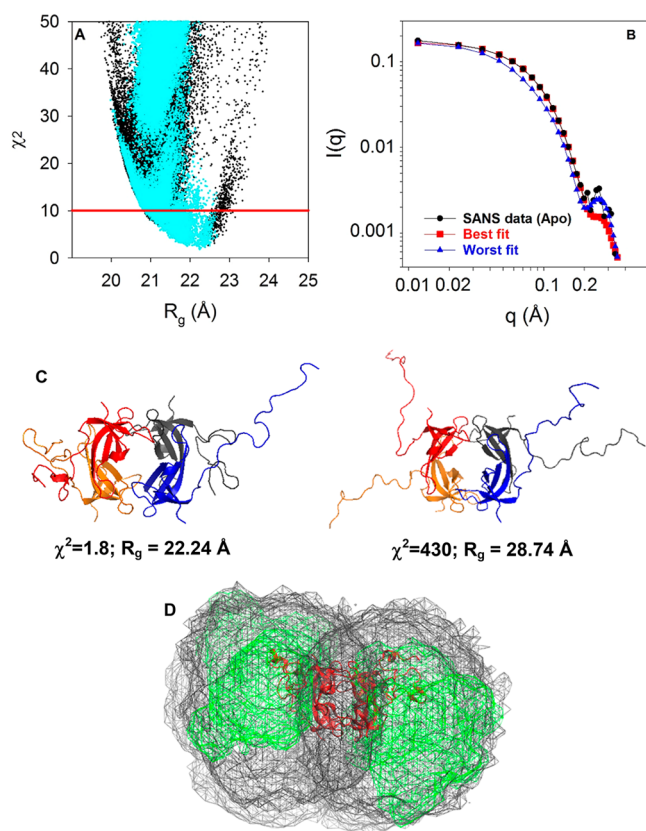 A
50
40
30
20
10
0
χ2
20 21 22 23 24 25
Rg (Å)
B
0.1
0.01
0.001
I(q)
SANS data (Apo)
Best fit
Worst fit
0.01 0.02 0.1 0.2
q (Å)
C
χ²=1.8; Rg = 22.24 Å
χ²=430; Rg = 28.74 Å
D